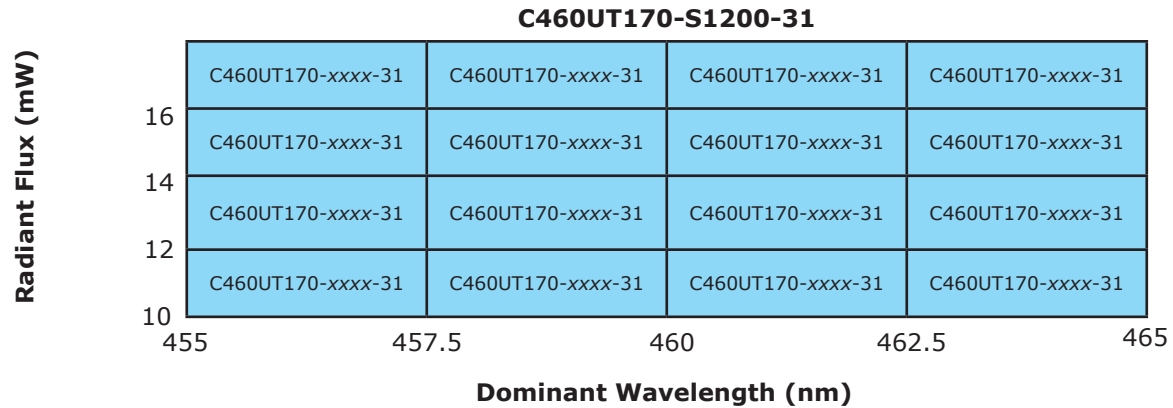 C460UT170-S1200-31
Radiant Flux (mW)
C460UT170-xxxx-31 C460UT170-xxxx-31 C460UT170-xxxx-31 C460UT170-xxxx-31
16
C460UT170-xxxx-31 C460UT170-xxxx-31 C460UT170-xxxx-31 C460UT170-xxxx-31
14
C460UT170-xxxx-31 C460UT170-xxxx-31 C460UT170-xxxx-31 C460UT170-xxxx-31
12
C460UT170-xxxx-31 C460UT170-xxxx-31 C460UT170-xxxx-31 C460UT170-xxxx-31
10
455 457.5 460 462.5 465
Dominant Wavelength (nm)